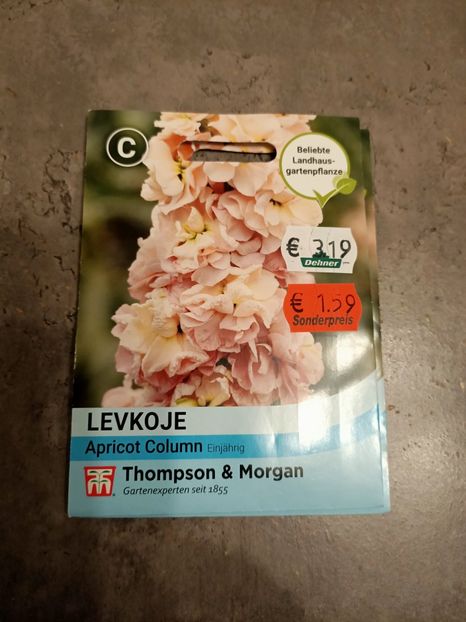 C
Beliebte
Landhaus-
gartenpflanze
€ 3.19
Dehner
€ 1.59
Sonderpreis
LEVKOJE
Apricot Column Einjährig
Thompson & Morgan
Gartenexperten seit 1855